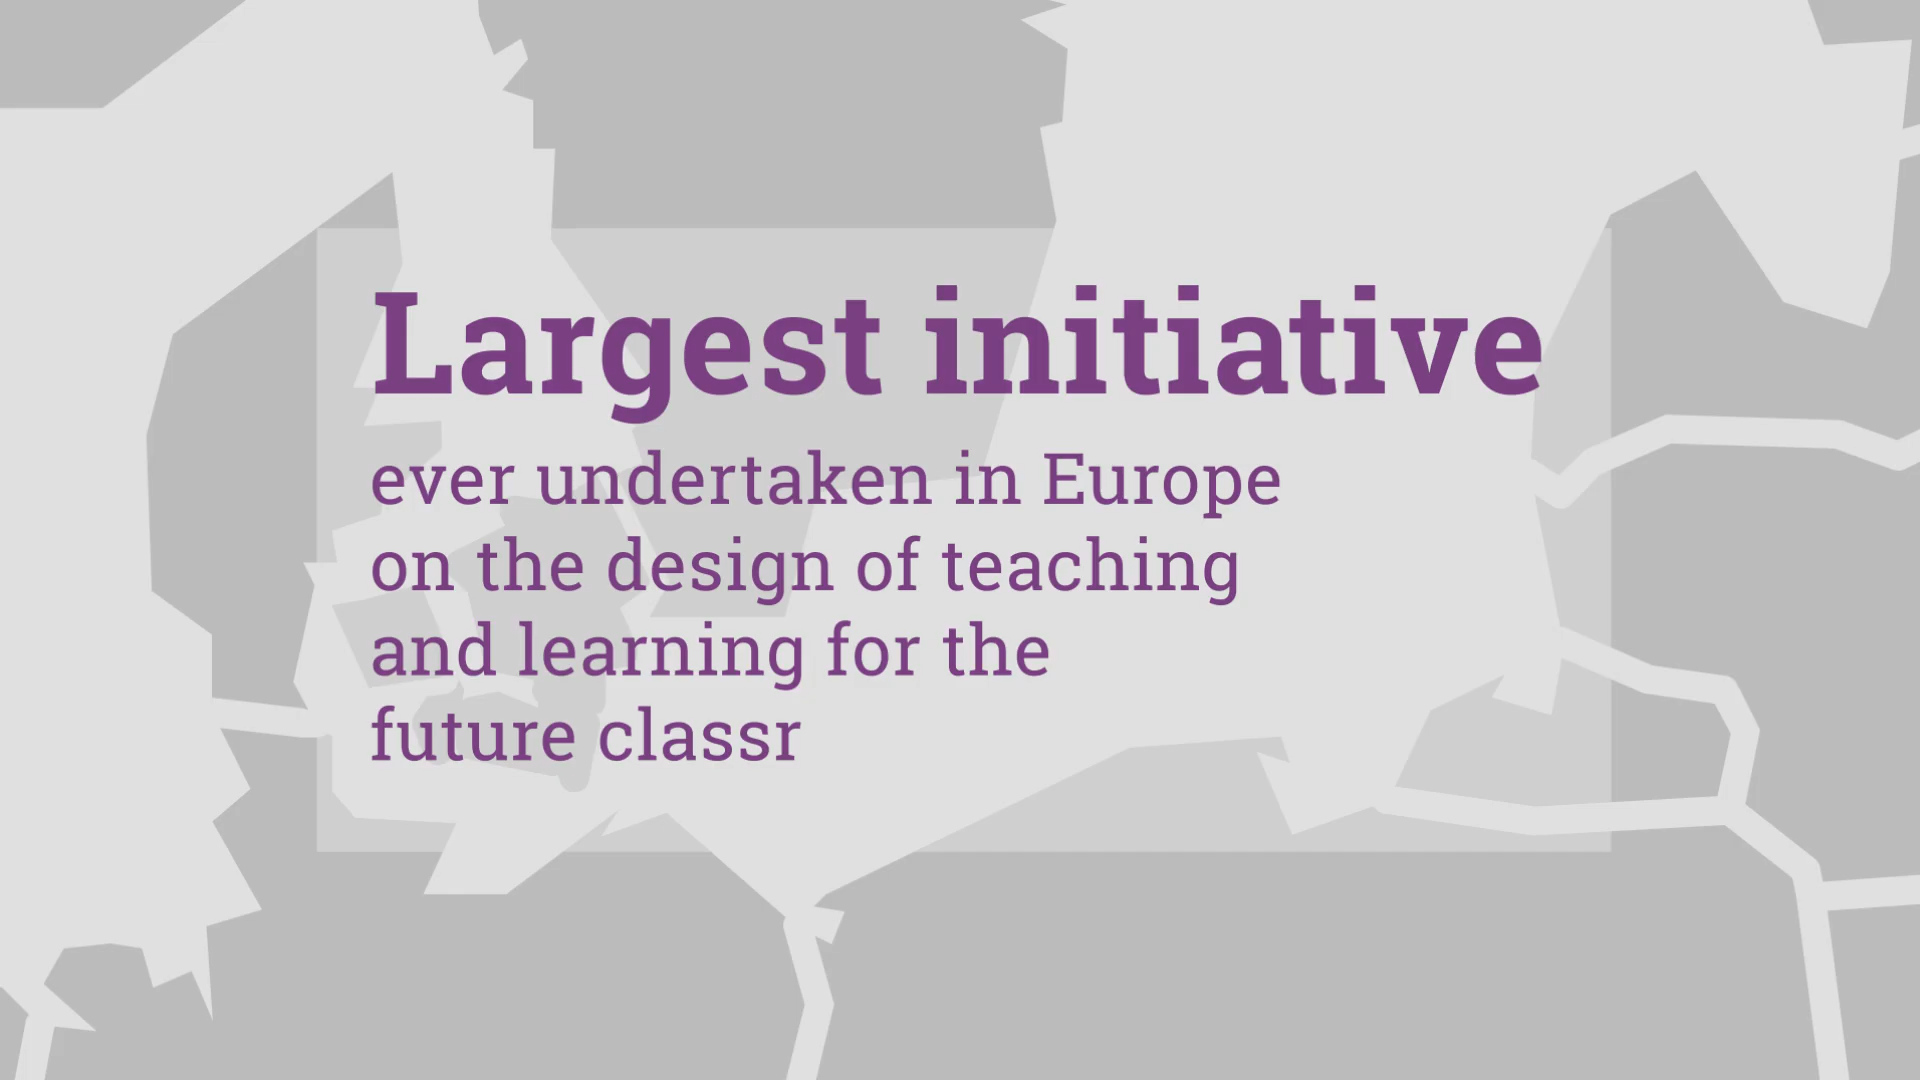 Largest initiative
ever undertaken in Europe
on the design of teaching
and learning for the
future classr